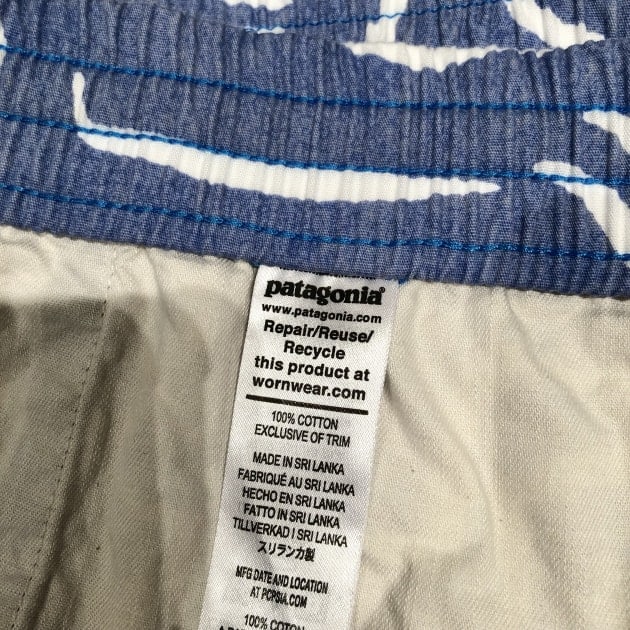 patagonia®
www.patagonia.com
Repair/Reuse/
Recycle
this product at
wornwear.com
100% COTTON
EXCLUSIVE OF TRIM
MADE IN SRI LANKA
FABRIQUÉ AU SRI LANKA
HECHO EN SRI LANKA
FATTO IN SRI LANKA
TILLVERKAD I SRI LANKA
スリランカ製
MFG DATE AND LOCATION
AT PCPSIA.COM
100% COTTON